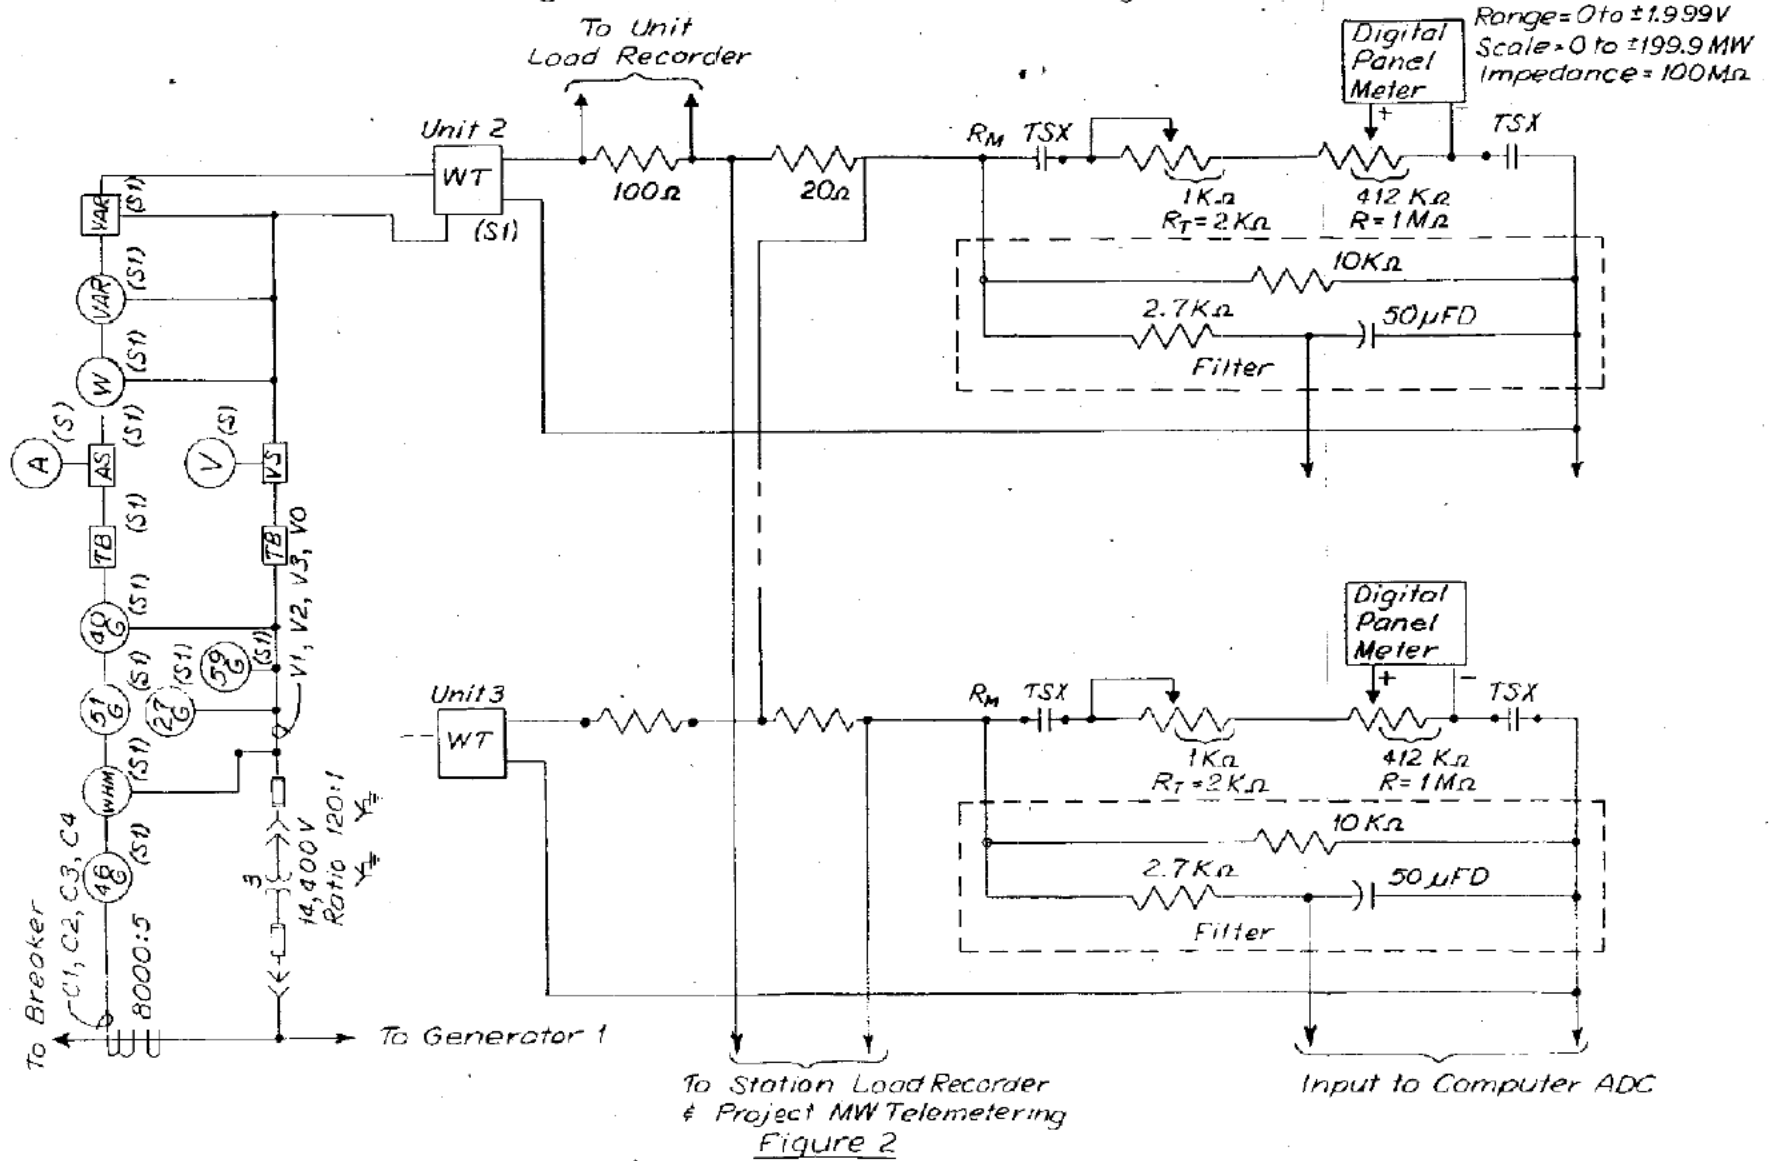 To Unit
Load Recorder
Digital
Panel
Meter
Range = 0 to ±1.999V
Scale = 0 to ±199.9 MW
Impedance = 100MΩ
+
Unit 2
WT
(S1)
100Ω
20Ω
RM
TSX
TSX
1KΩ
RT = 2KΩ
412 KΩ
R = 1MΩ
10KΩ
2.7KΩ
50µFD
Filter
VAR
(S1)
VAR
(S1)
W
(S1)
A
(S)
AS
(S1)
V
(S)
VS
TB
(S1)
TB
V1, V2, V3, V0
40
G
(S1)
59
G
(S1)
51
G
(S1)
27
G
(S1)
WHM
(S1)
46
G
(S1)
C1, C2, C3, C4
8000:5
3
14,400V
Ratio 120:1
To Breaker
To Generator 1
Unit 3
WT
RM
TSX
Digital
Panel
Meter
+
−
TSX
1KΩ
RT = 2KΩ
412 KΩ
R = 1MΩ
10KΩ
2.7KΩ
50µFD
Filter
To Station Load Recorder
& Project MW Telemetering
Input to Computer ADC
Figure 2